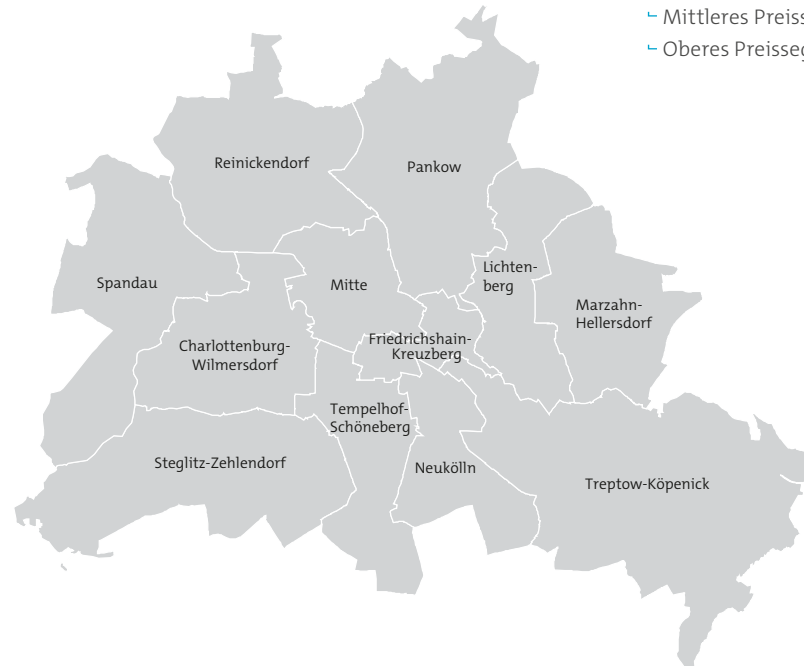 Mittleres Preiss
Oberes Preisseg
Reinickendorf
Pankow
Spandau
Mitte
Lichten-
berg
Marzahn-
Hellersdorf
Charlottenburg-
Wilmersdorf
Friedrichshain-
Kreuzberg
Tempelhof-
Schöneberg
Steglitz-Zehlendorf
Neukölln
Treptow-Köpenick